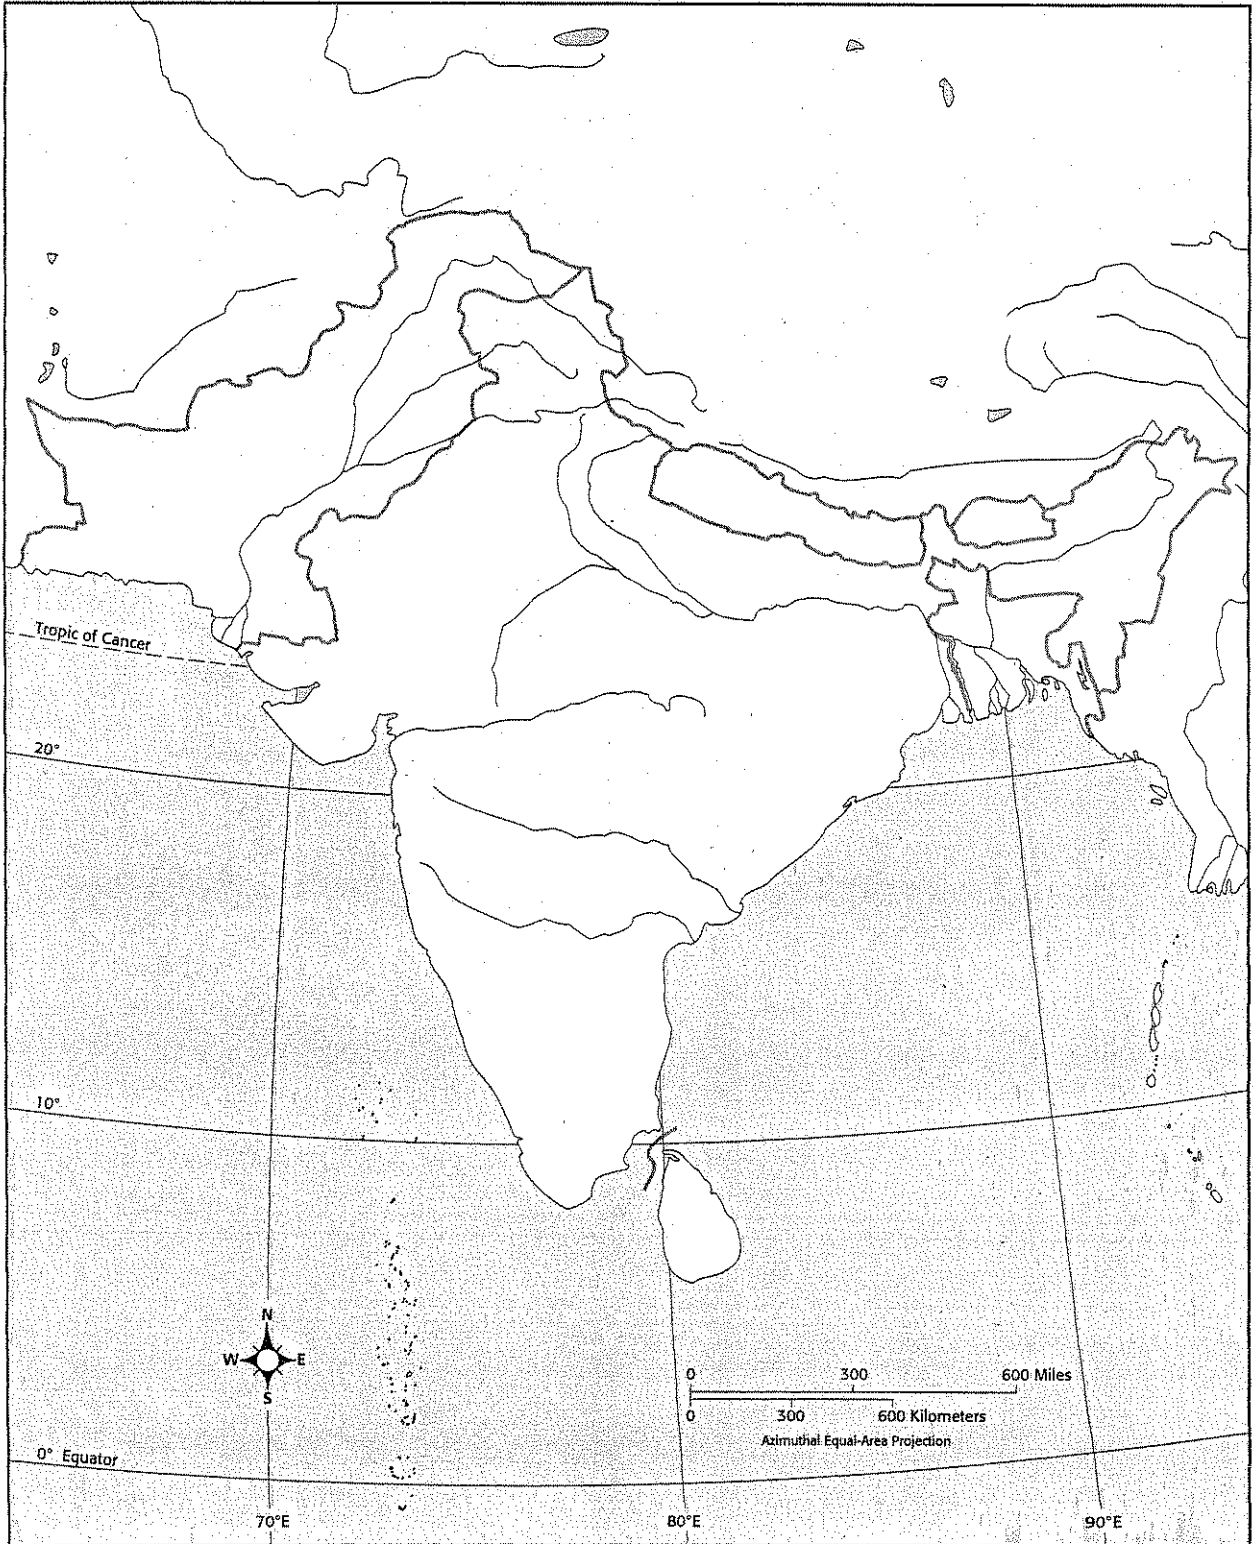 Tropic of Cancer
20°
10°
N
W E
S
0 300 600 Miles
0 300 600 Kilometers
Azimuthal Equal-Area Projection
0° Equator
70°E 80°E 90°E